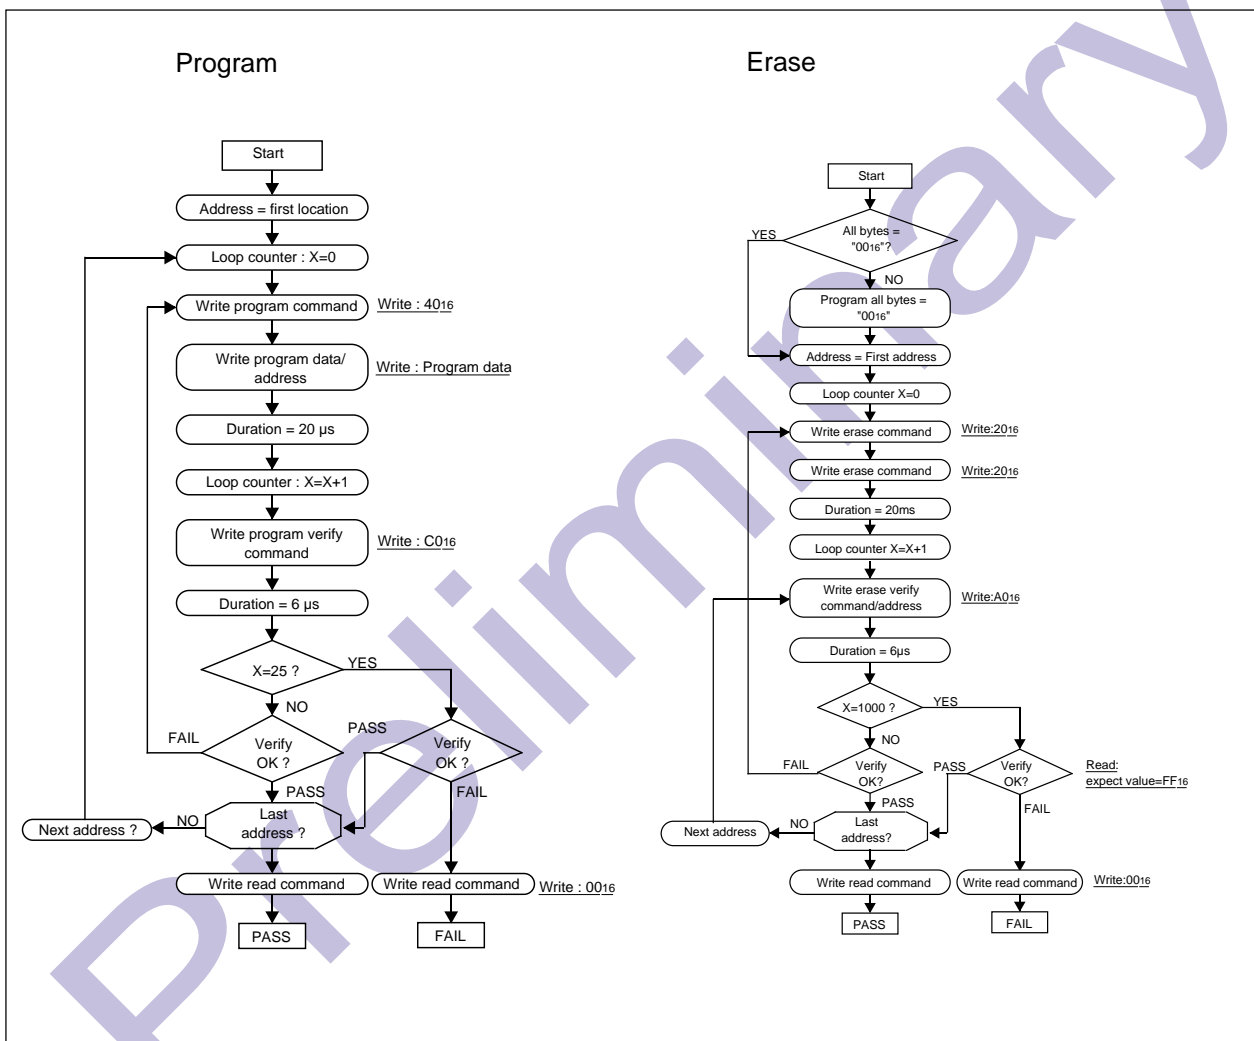 Program
Start
Address = first location
Loop counter : X=0
Write program command
Write : 4016
Write program data/
address
Write : Program data
Duration = 20 µs
Loop counter : X=X+1
Write program verify
command
Write : C016
Duration = 6 µs
X=25 ?
YES
NO
FAIL
Verify
OK ?
PASS
PASS
Verify
OK ?
FAIL
Last
address ?
NO
Next address ?
Write read command
Write read command
Write : 0016
PASS
FAIL
Erase
Start
All bytes =
"0016"?
YES
NO
Program all bytes =
"0016"
Address = First address
Loop counter X=0
Write erase command
Write:2016
Write erase command
Write:2016
Duration = 20ms
Loop counter X=X+1
Write erase verify
command/address
Write:A016
Duration = 6µs
X=1000 ?
YES
NO
FAIL
Verify
OK?
PASS
PASS
Verify
OK?
FAIL
Read:
expect value=FF16
Last
address?
NO
Next address
Write read command
Write read command
Write:0016
PASS
FAIL
Preliminary